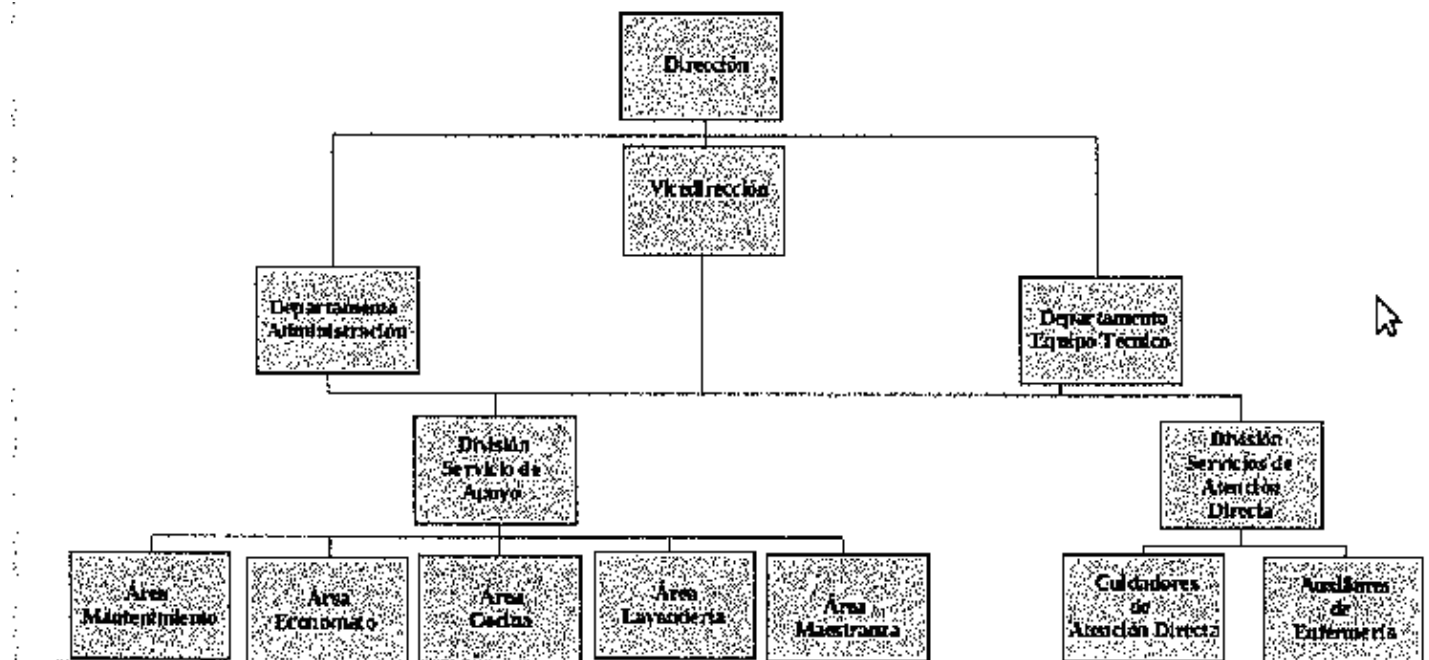 Dirección
Vicedirección
Departamento
Administración
Departamento
Equipo Técnico
División
Servicio de
Apoyo
División
Servicios de
Atención
Directa
Área
Mantenimiento
Área
Economato
Área
Cocina
Área
Lavandería
Área
Maestranza
Cuidadores
de
Atención Directa
Auxiliares
de
Enfermería